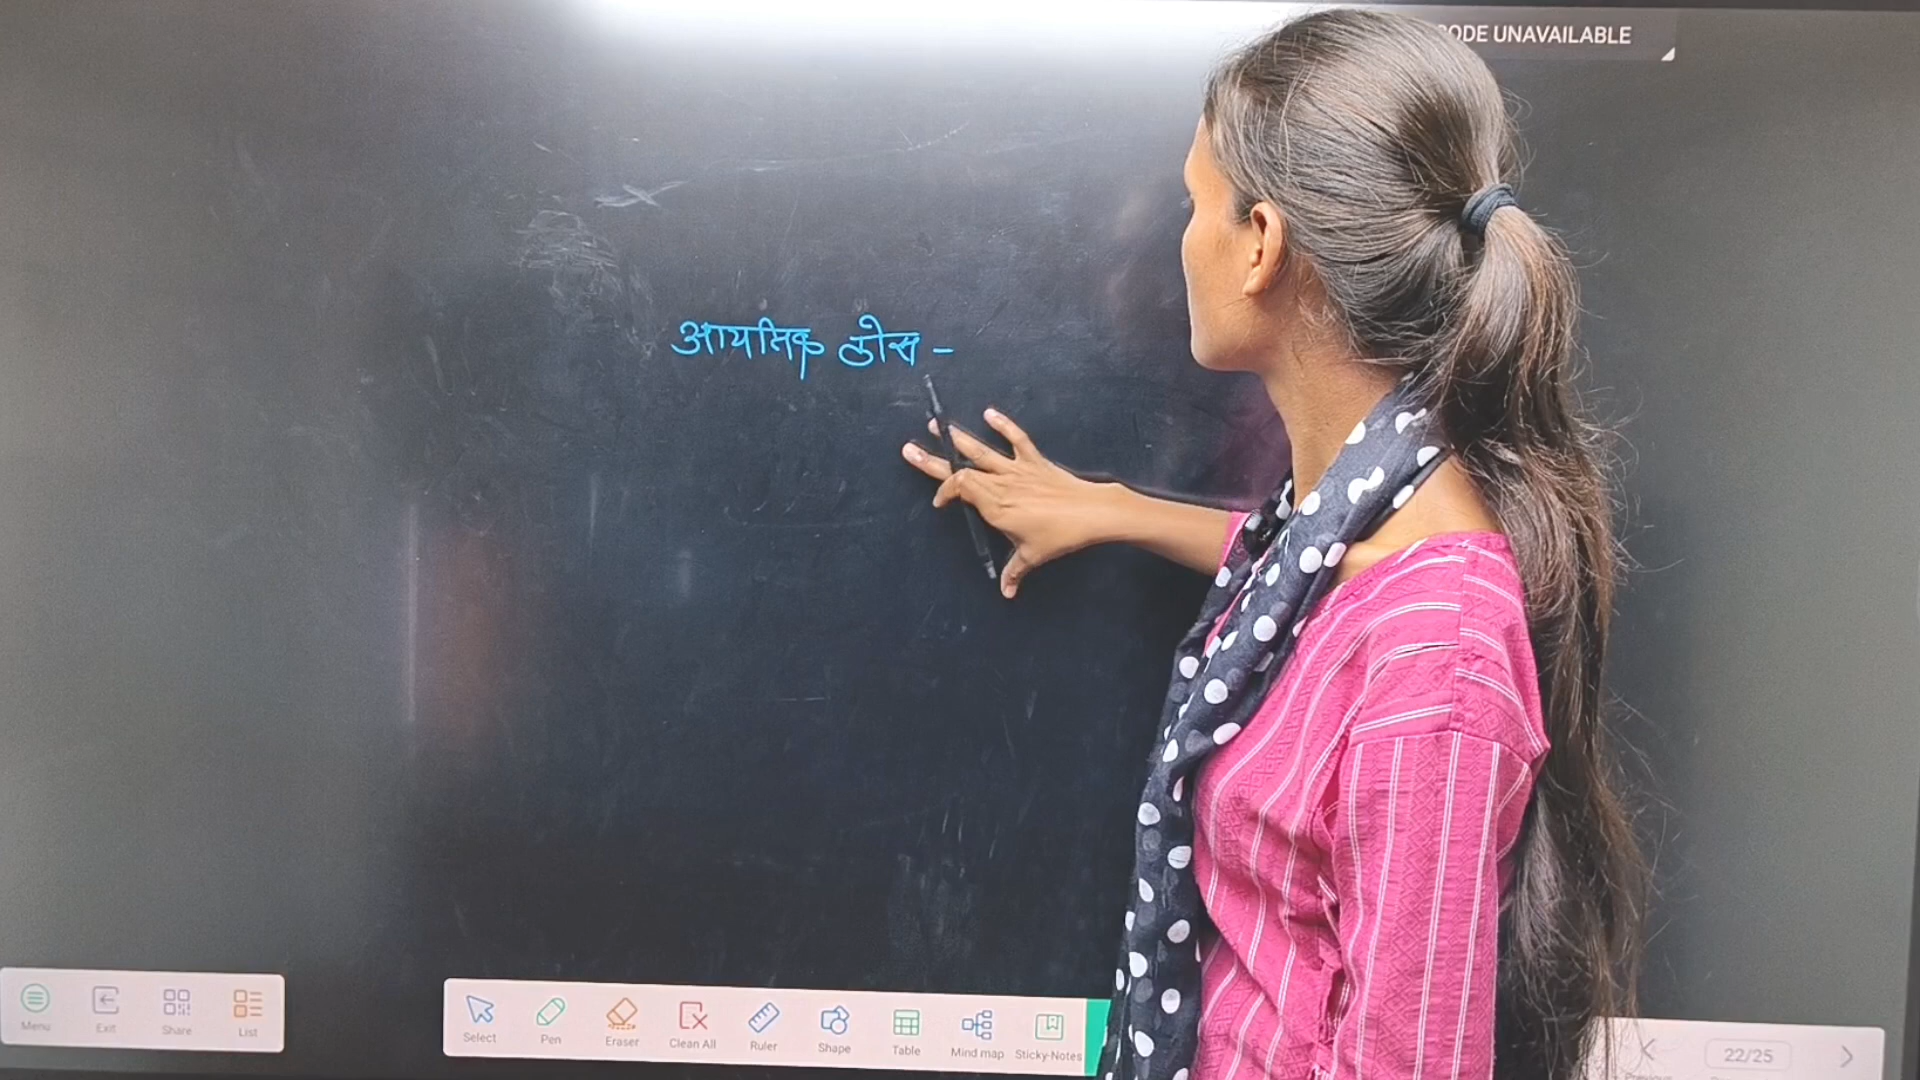 ODE UNAVAILABLE
आयनिक ठोस -
Menu Exit Share List
Select Pen Eraser Clean All Ruler Shape Table Mind map Sticky-Notes
22/25